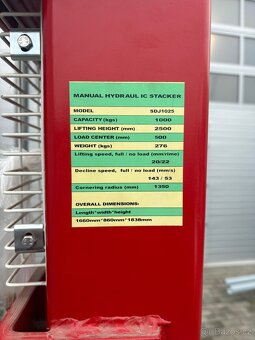 MANUAL HYDRAUL IC STACKER
MODEL SDJ1025
CAPACITY (kgs) 1000
LIFTING HEIGHT (mm) 2500
LOAD CENTER (mm) 500
WEIGHT (kg) 276
Lifting speed, full / no load (mm/rime)
20/22
Decline speed, full / no load (mm/s)
143 / 53
Cornering radius (mm) 1350
OVERALL DIMENSIONS:
Length*width*height
1660mm*860mm*1838mm